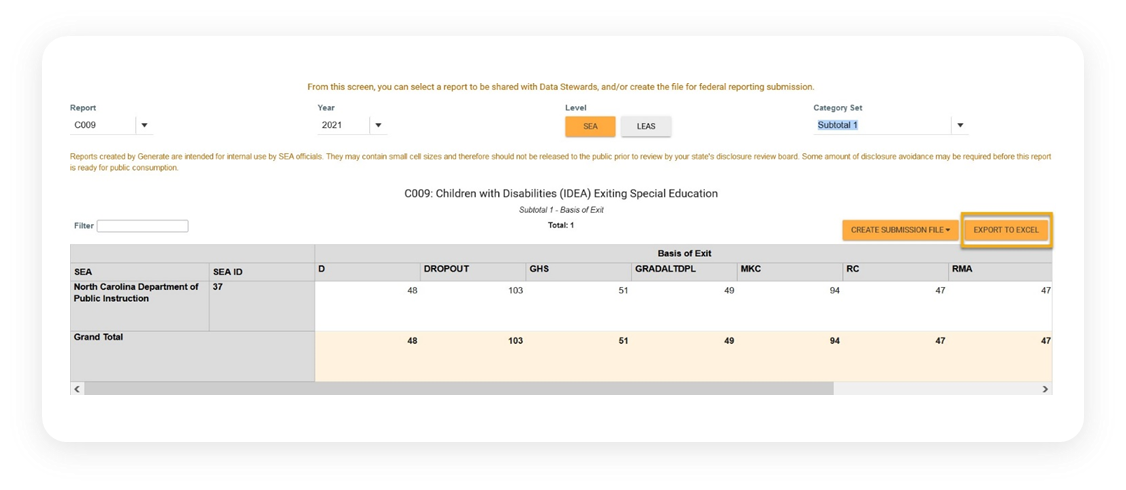 From this screen, you can select a report to be shared with Data Stewards, and/or create the file for federal reporting submission.
Report Year Level Category Set
C009 2021 SEA LEAS Subtotal 1
Reports created by Generate are intended for internal use by SEA officials. They may contain small cell sizes and therefore should not be released to the public prior to review by your state's disclosure review board. Some amount of disclosure avoidance may be required before this report
is ready for public consumption.
C009: Children with Disabilities (IDEA) Exiting Special Education
Subtotal 1 - Basis of Exit
Filter Total: 1 CREATE SUBMISSION FILE EXPORT TO EXCEL
Basis of Exit
SEA SEA ID D DROPOUT GHS GRADALTDPL MKC RC RMA
North Carolina Department of 37 48 103 51 49 94 47 47
Public Instruction
Grand Total 48 103 51 49 94 47 47